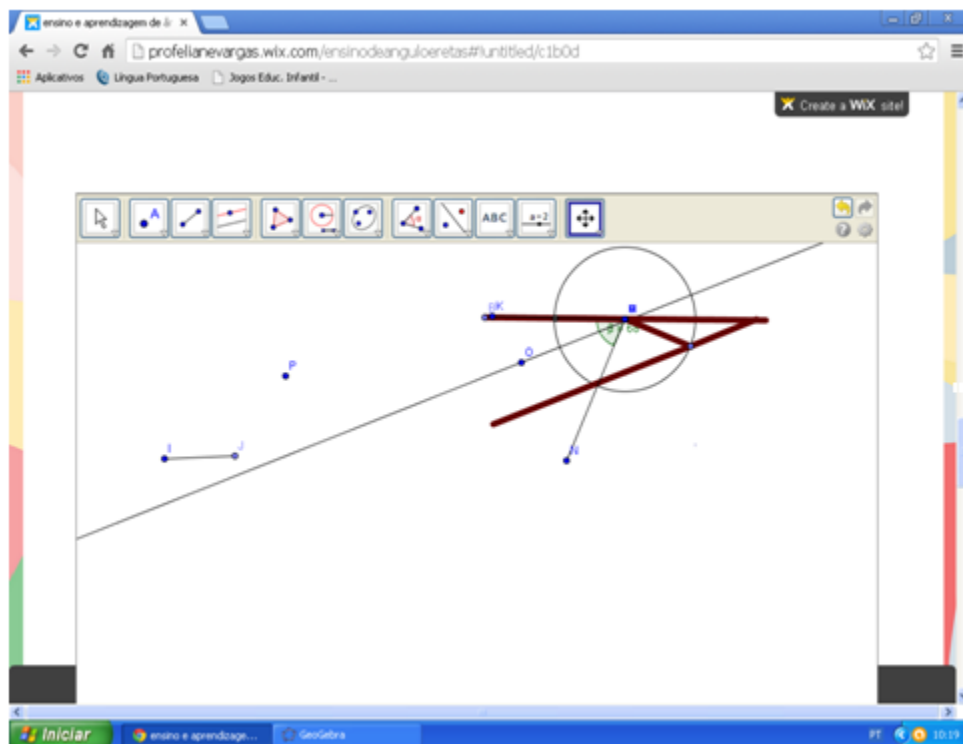 ensino e aprendizagem de âr
profelianevargas.wix.com/ensinodeanguloeretas#!untitled/c1b0d
Aplicativos
Língua Portuguesa
Jogos Educ. Infantil - ...
Create a WiX site!
A
ABC
a=2
K
O
P
I
J
N
Iniciar
ensino e aprendizage...
GeoGebra
PT
10:19